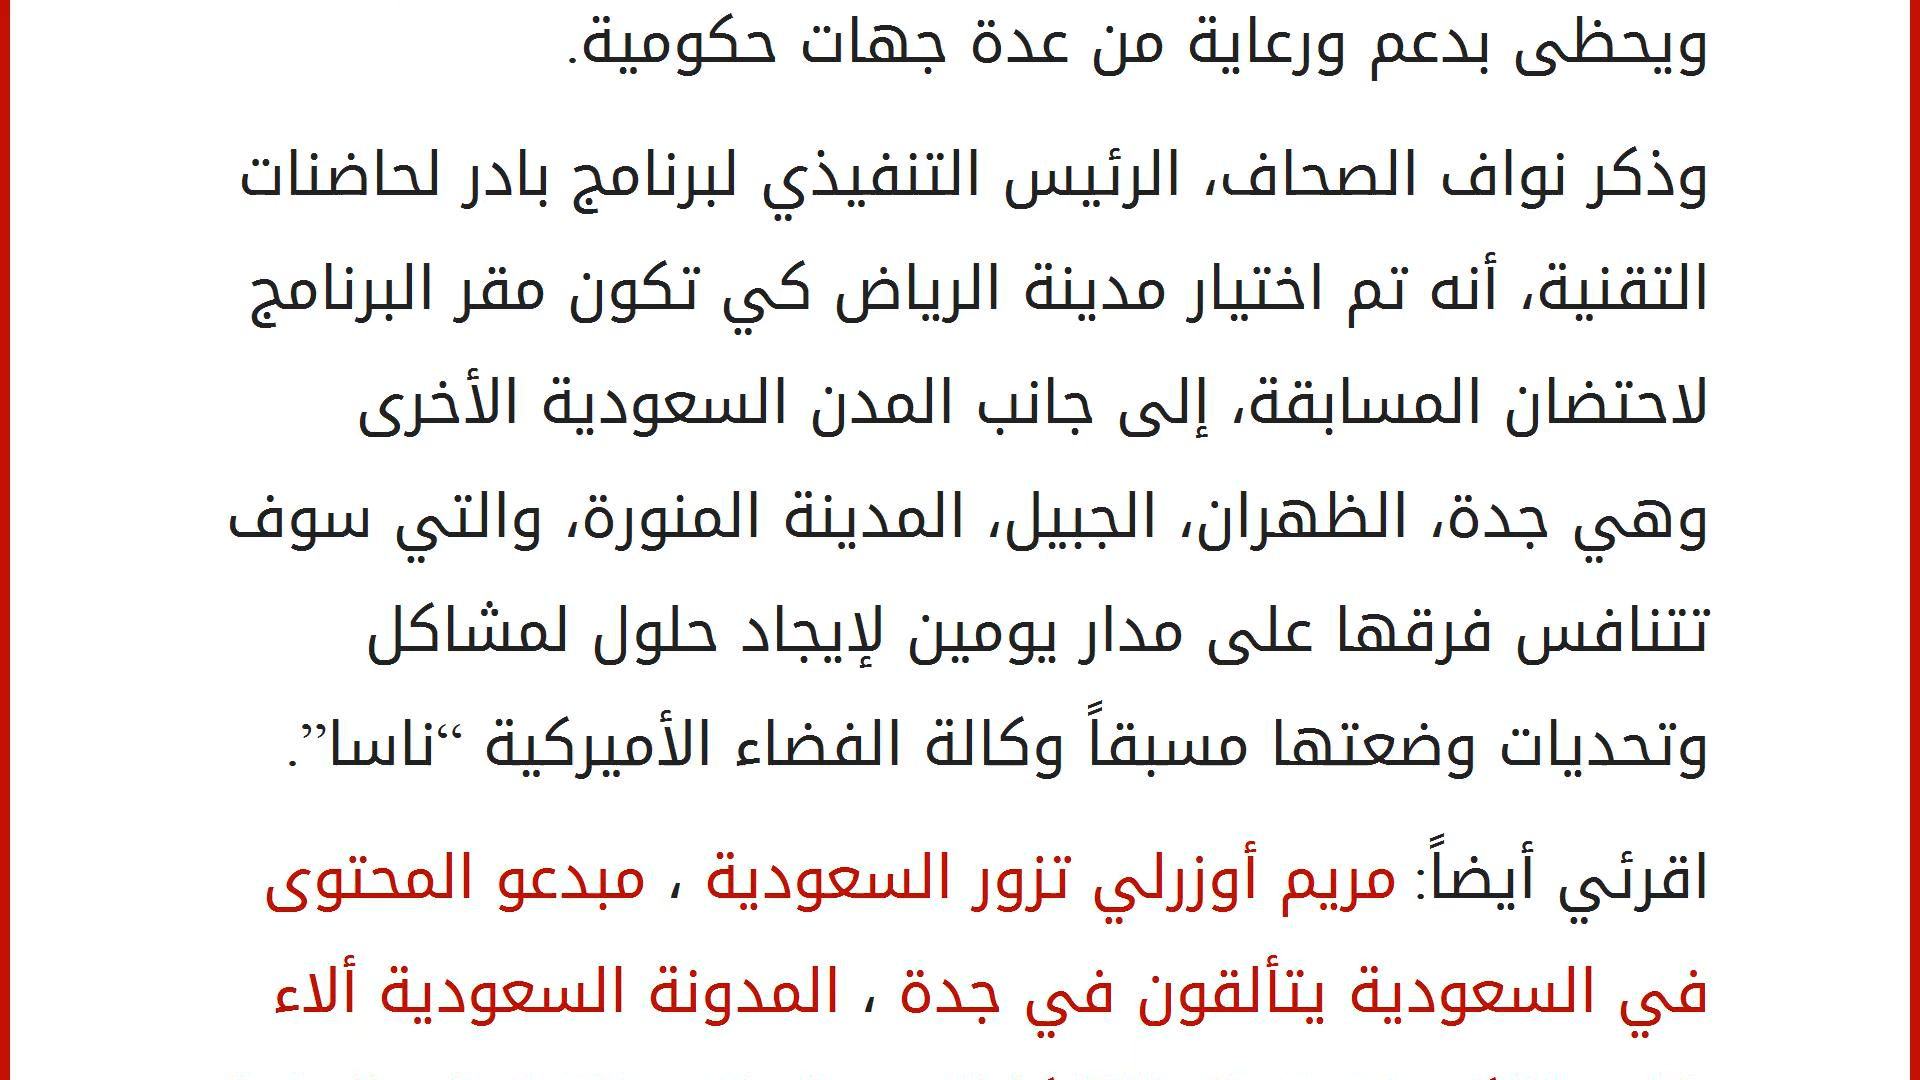 ويحظى بدعم ورعاية من عدة جهات حكومية.
وذكر نواف الصحاف، الرئيس التنفيذي لبرنامج بادر لحاضنات
التقنية، أنه تم اختيار مدينة الرياض كي تكون مقر البرنامج
لاحتضان المسابقة، إلى جانب المدن السعودية الأخرى
وهي جدة، الظهران، الجبيل، المدينة المنورة، والتي سوف
تتنافس فرقها على مدار يومين لإيجاد حلول لمشاكل
وتحديات وضعتها مسبقاً وكالة الفضاء الأميركية “ناسا”.
اقرئي أيضاً: مريم أوزرلي تزور السعودية ، مبدعو المحتوى
في السعودية يتألقون في جدة ، المدونة السعودية ألاء